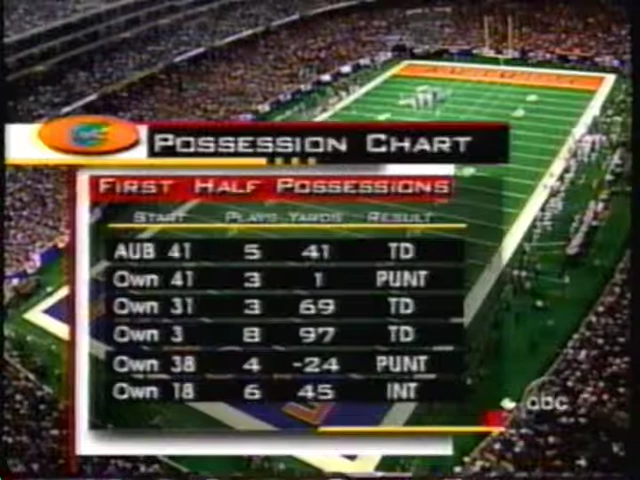 POSSESSION CHART
FIRST HALF POSSESSIONS
START PLAYS YARDS RESULT
AUB 41 5 41 TD
Own 41 3 1 PUNT
Own 31 3 69 TD
Own 3 8 97 TD
Own 38 4 -24 PUNT
Own 18 6 45 INT
abc